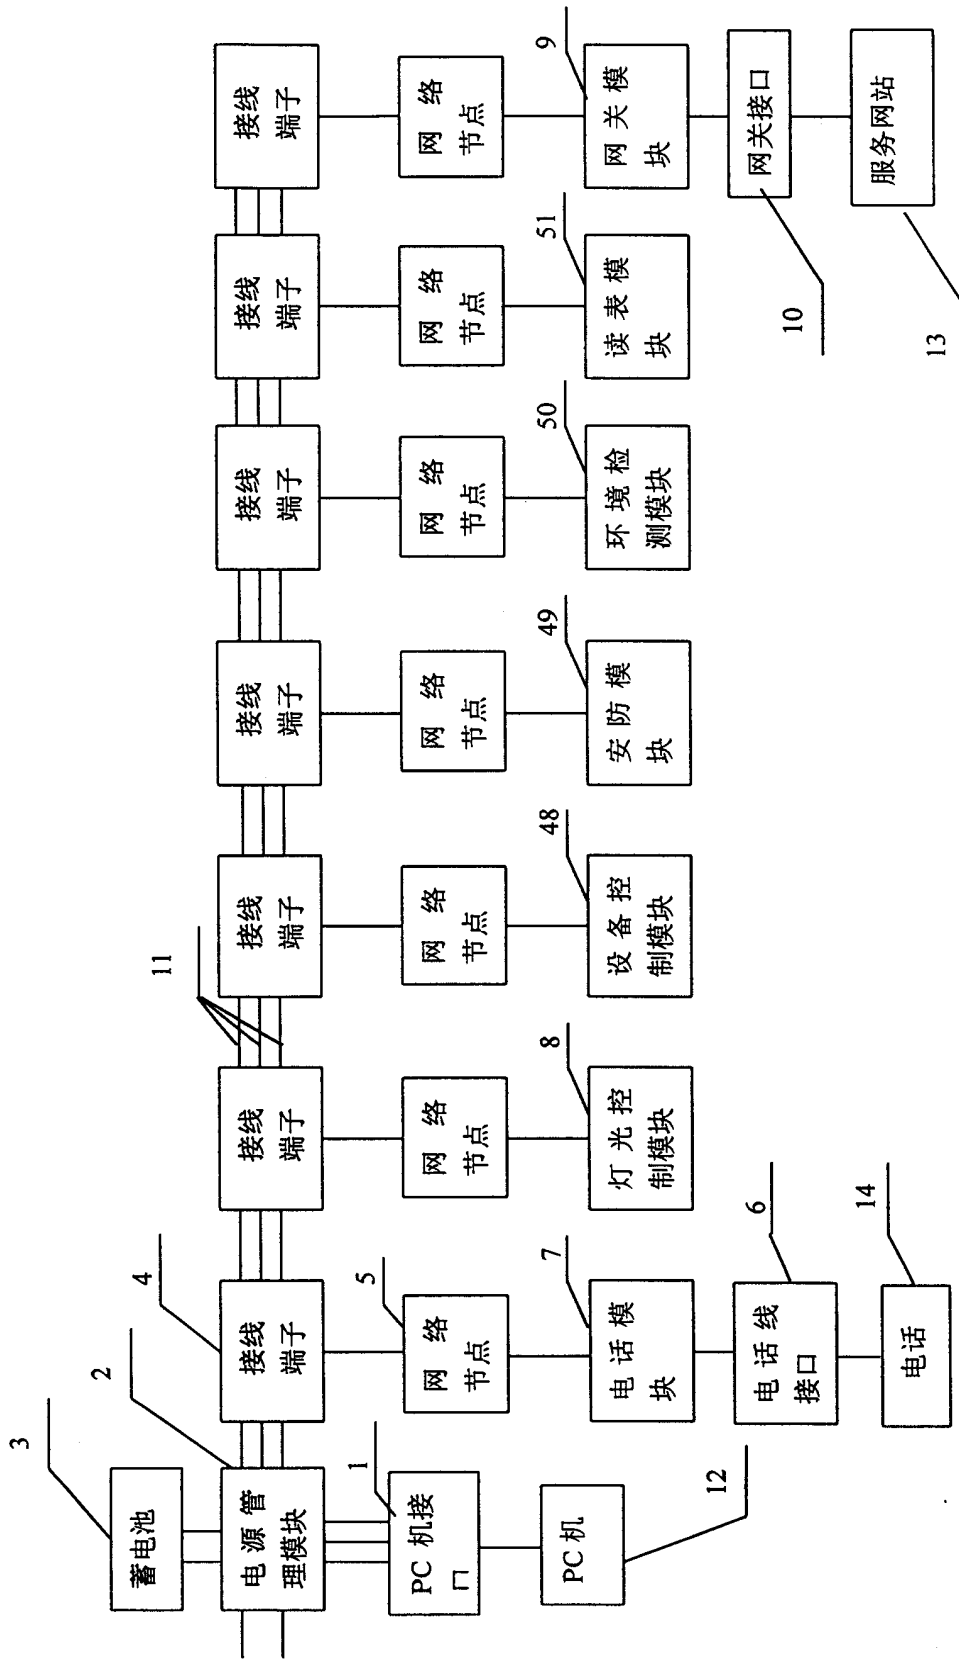 3
蓄电池
2
电 源 管
理模块
1
PC 机接
口
PC 机
12
4
接线
端子
5
网 络
节点
7
电 话 模
块
6
电 话 线
接口
14
电话
11
接线
端子
网 络
节点
8
灯 光 控
制模块
接线
端子
网 络
节点
48
设 备 控
制模块
接线
端子
网 络
节点
49
安 防 模
块
接线
端子
网 络
节点
50
环 境 检
测模块
接线
端子
网 络
节点
51
读 表 模
块
接线
端子
网 络
节点
9
网 关 模
块
10
网关接口
13
服务网站